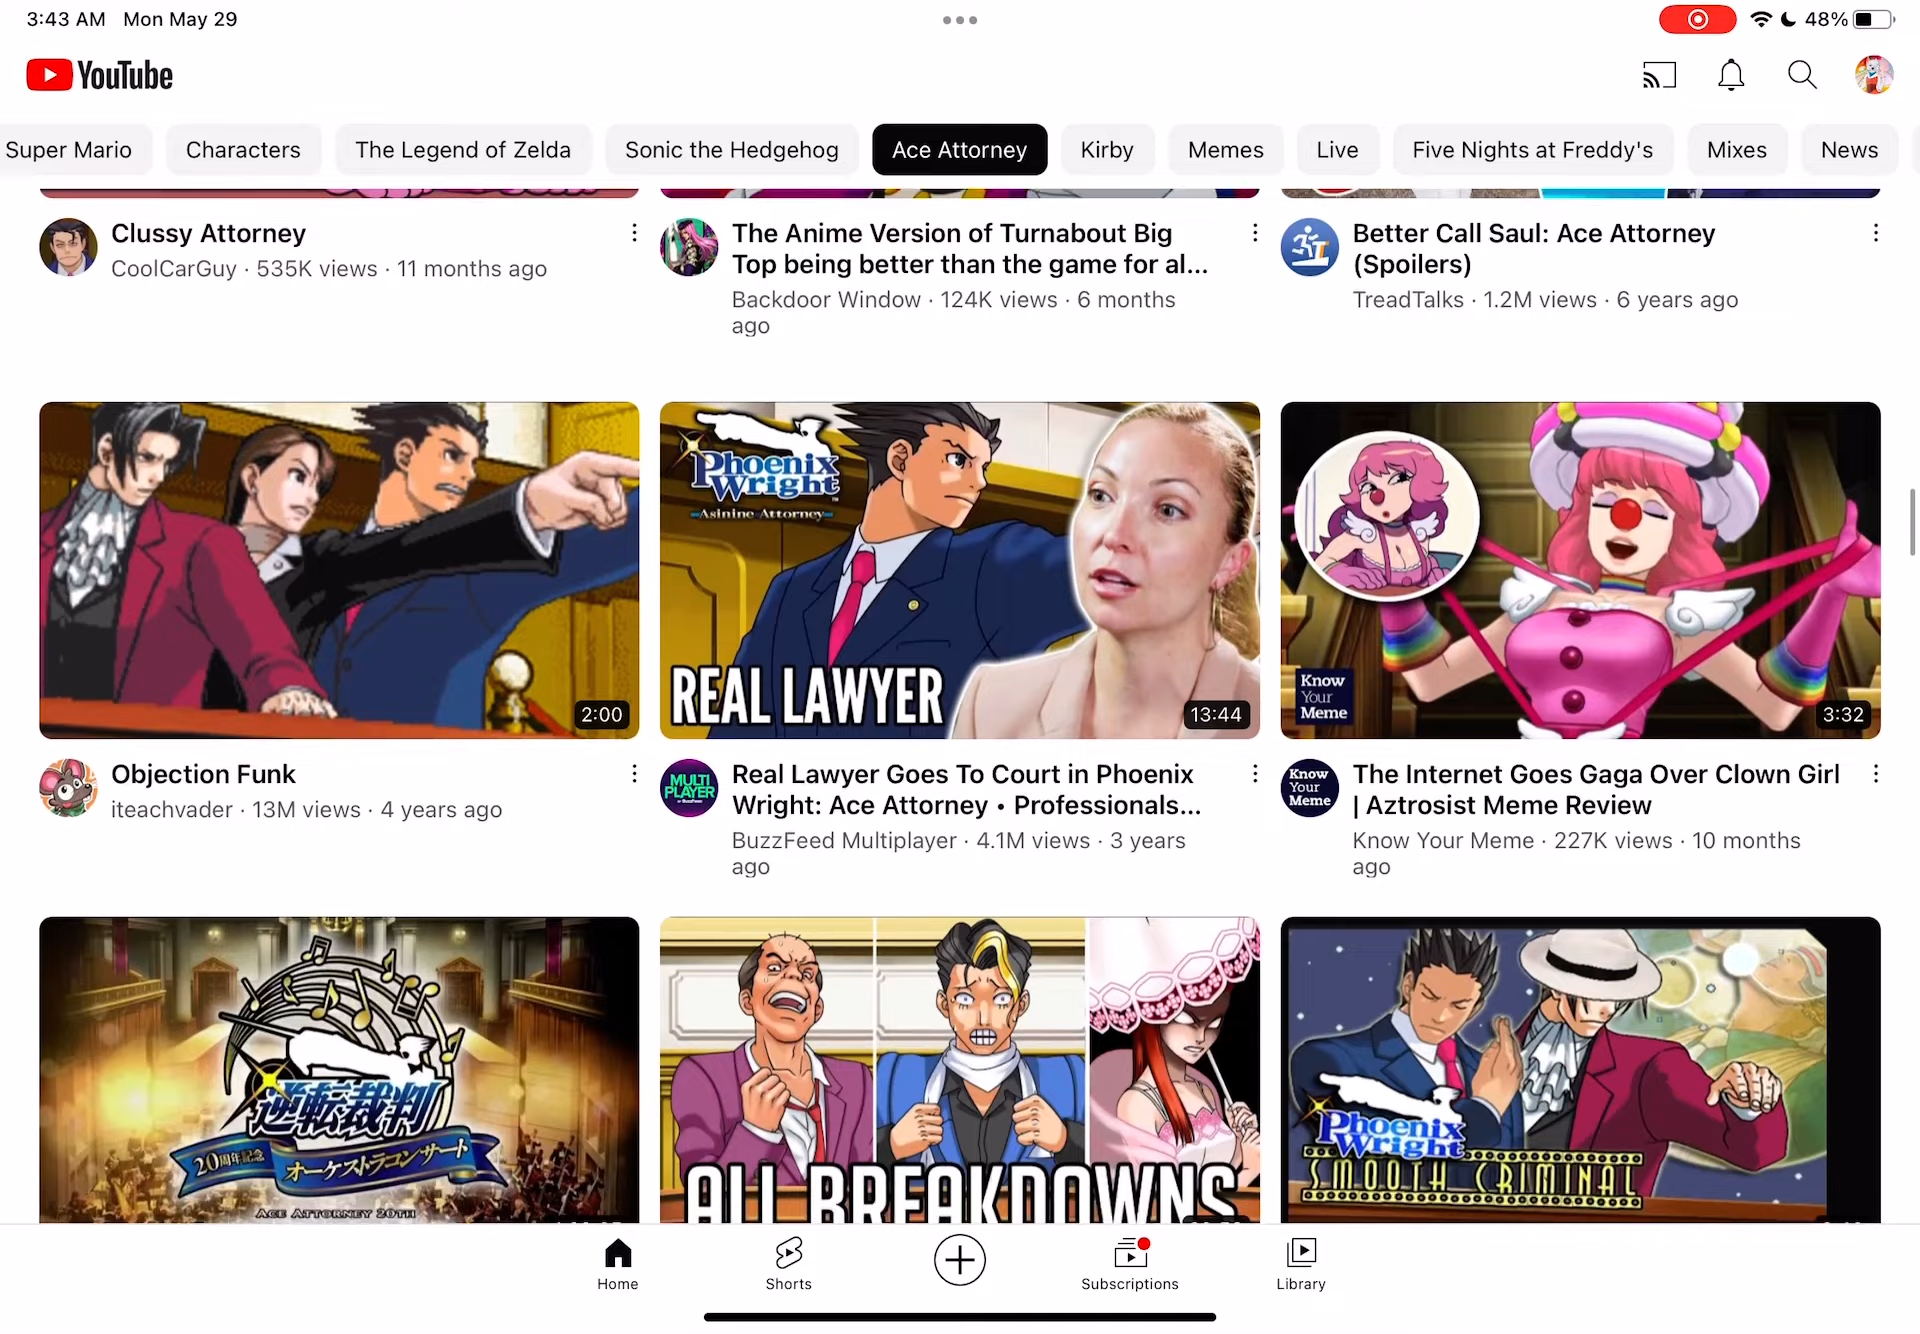 3:43 AM Mon May 29
48%
YouTube
Super Mario
Characters
The Legend of Zelda
Sonic the Hedgehog
Ace Attorney
Kirby
Memes
Live
Five Nights at Freddy's
Mixes
News
Clussy Attorney
CoolCarGuy · 535K views · 11 months ago
The Anime Version of Turnabout Big
Top being better than the game for al...
Backdoor Window · 124K views · 6 months
ago
Better Call Saul: Ace Attorney
(Spoilers)
TreadTalks · 1.2M views · 6 years ago
2:00
Phoenix
Wright
Asinine Attorney
REAL LAWYER
13:44
Know
Your
Meme
3:32
Objection Funk
iteachvader · 13M views · 4 years ago
MULTI
PLAYER
Real Lawyer Goes To Court in Phoenix
Wright: Ace Attorney • Professionals...
BuzzFeed Multiplayer · 4.1M views · 3 years
ago
Know
Your
Meme
The Internet Goes Gaga Over Clown Girl
| Aztrosist Meme Review
Know Your Meme · 227K views · 10 months
ago
逆転裁判
20周年記念
オーケストラコンサート
ACE ATTORNEY 20TH
ALL BREAKDOWNS
Phoenix
Wright
SMOOTH CRIMINAL
Home
Shorts
Subscriptions
Library